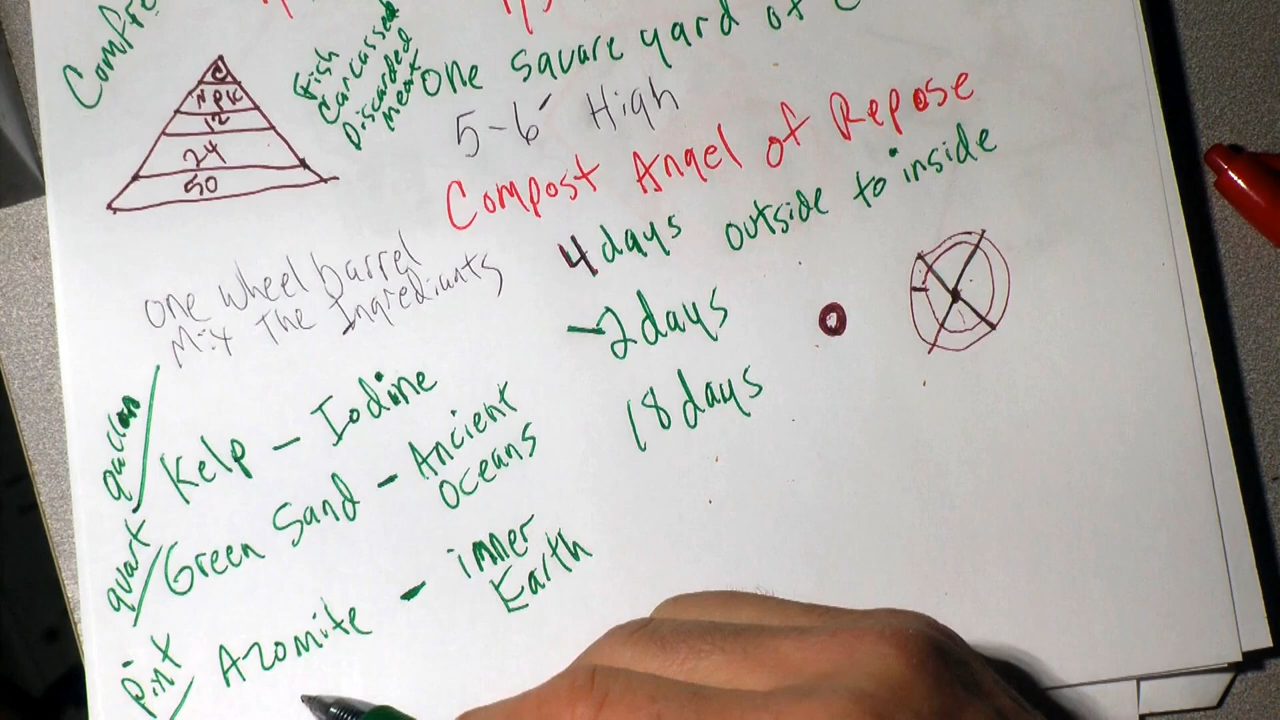 Comfre
Fish
Carcasses
Discarded
meat
one square yard of C
5-6' High
C
NPK
12
24
50
Compost Angel of Repose
4 days outside to inside
one wheel barrel
Mix The Ingrediants
-2 days
18 days
gallon
Kelp - Iodine
quart
Green Sand - Ancient
oceans
pint
Azomite - inner
Earth